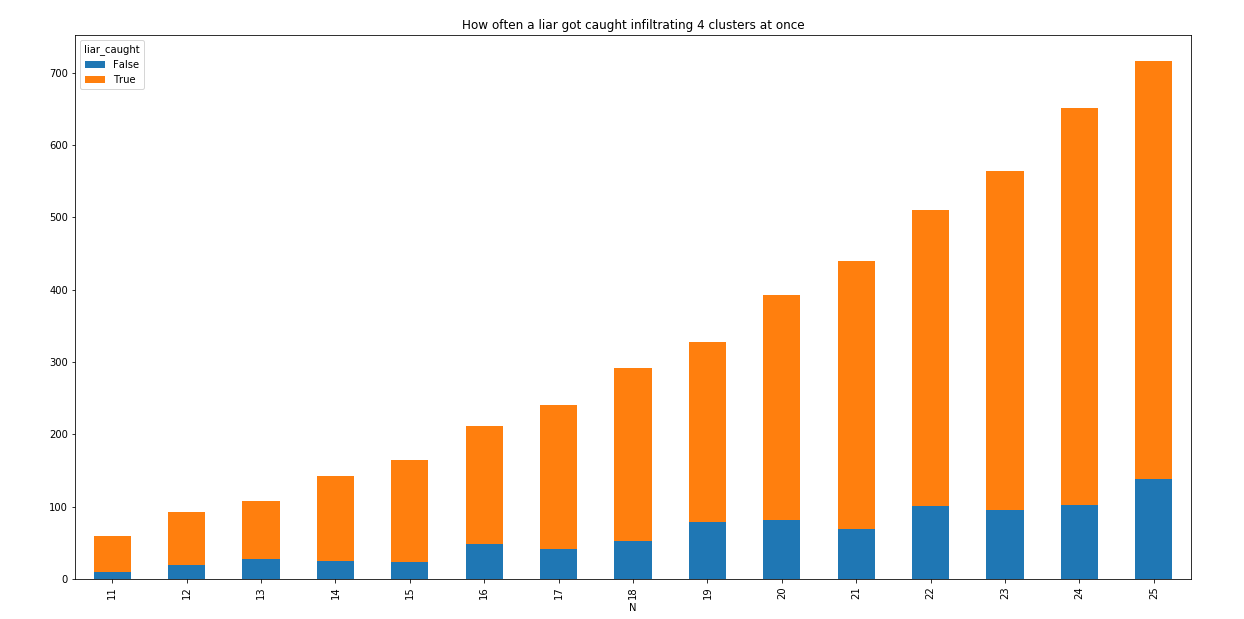 How often a liar got caught infiltrating 4 clusters at once
liar_caught
False
True
700
600
500
400
300
200
100
0
11 12 13 14 15 16 17 18 19 20 21 22 23 24 25
N